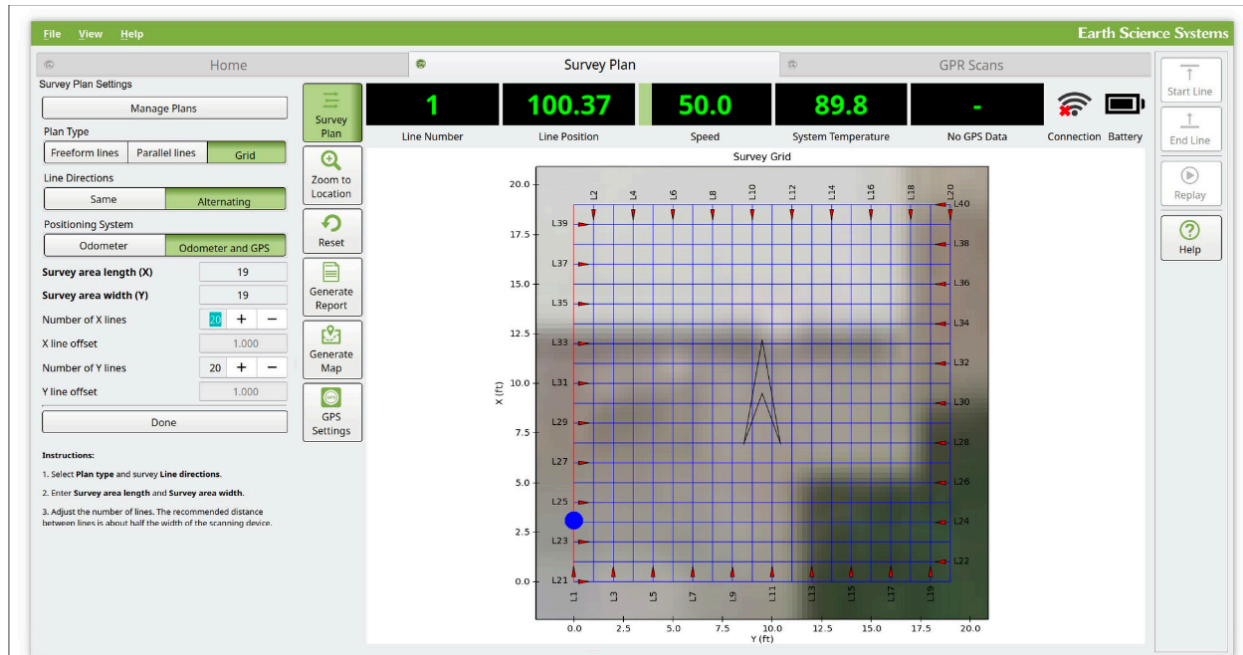 File View Help
Earth Science Systems
Home
Survey Plan
GPR Scans
Survey Plan Settings
Manage Plans
Plan Type
Freeform lines Parallel lines Grid
Line Directions
Same Alternating
Positioning System
Odometer Odometer and GPS
Survey area length (X) 19
Survey area width (Y) 19
Number of X lines 20 + −
X line offset 1.000
Number of Y lines 20 + −
Y line offset 1.000
Done
Instructions:
1. Select Plan type and survey Line directions.
2. Enter Survey area length and Survey area width.
3. Adjust the number of lines. The recommended distance
between lines is about half the width of the scanning device.
Survey
Plan
Zoom to
Location
Reset
Generate
Report
Generate
Map
GPS
Settings
1 100.37 50.0 89.8 -
Line Number Line Position Speed System Temperature No GPS Data Connection Battery
Survey Grid
L2 L4 L6 L8 L10 L12 L14 L16 L18 L20
20.0
17.5
15.0
12.5
10.0
7.5
5.0
2.5
0.0
X (ft)
L39
L37
L35
L33
L31
L29
L27
L25
L23
L21
L40
L38
L36
L34
L32
L30
L28
L26
L24
L22
L1 L3 L5 L7 L9 L11 L13 L15 L17 L19
0.0 2.5 5.0 7.5 10.0 12.5 15.0 17.5 20.0
Y (ft)
Start Line
End Line
Replay
Help